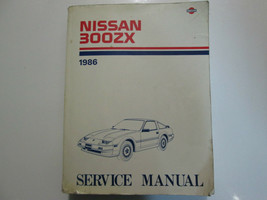 NISSAN
300ZX
1986
SERVICE MANUAL